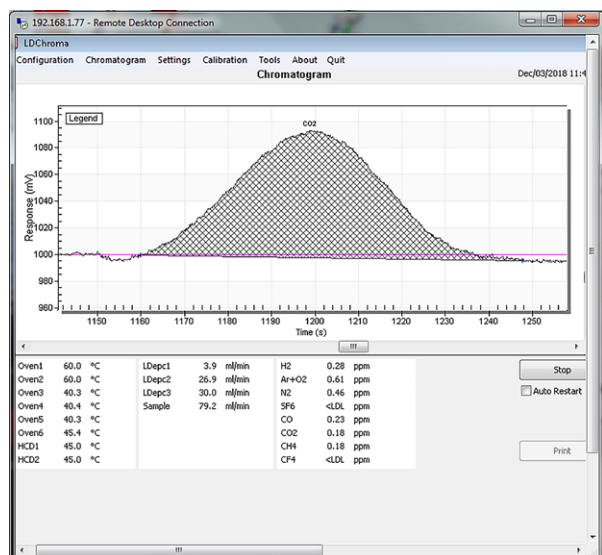 192.168.1.77 - Remote Desktop Connection
LDChroma
Configuration Chromatogram Settings Calibration Tools About Quit
Chromatogram Dec/03/2018 11:4
Legend
CO2
Response (mV)
1100
1080
1060
1040
1020
1000
980
960
1150 1160 1170 1180 1190 1200 1210 1220 1230 1240 1250
Time (s)
Oven1 60.0 °C LDepc1 3.9 ml/min H2 0.28 ppm Stop
Oven2 60.0 °C LDepc2 26.9 ml/min Ar+O2 0.61 ppm
Oven3 40.3 °C LDepc3 30.0 ml/min N2 0.46 ppm Auto Restart
Oven4 40.4 °C Sample 79.2 ml/min SF6 <LDL ppm
Oven5 40.3 °C CO 0.23 ppm
Oven6 45.4 °C CO2 0.18 ppm
HCD1 45.0 °C CH4 0.18 ppm Print
HCD2 45.0 °C CF4 <LDL ppm